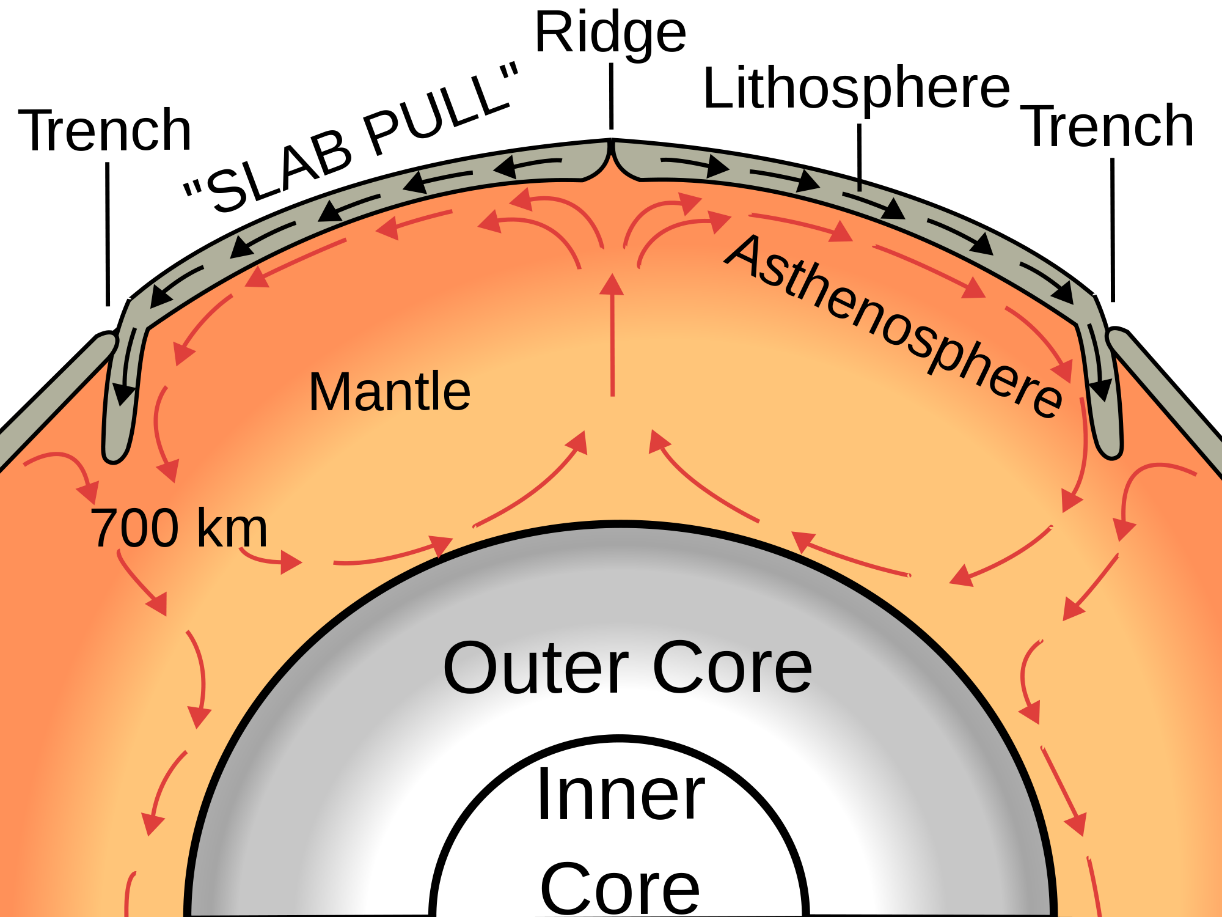 Ridge
Lithosphere
Trench
Trench
"SLAB PULL"
Asthenosphere
Mantle
700 km
Outer Core
Inner
Core